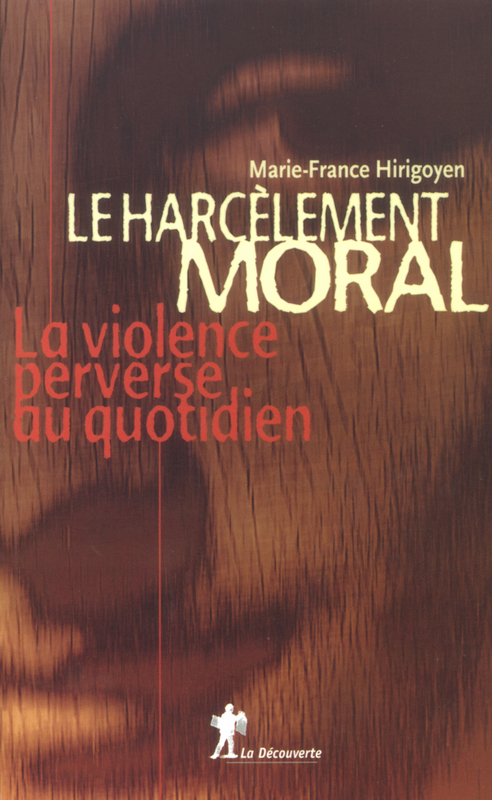 Marie-France Hirigoyen
LE HARCÈLEMENT
MORAL
La violence
perverse
au quotidien
La Découverte